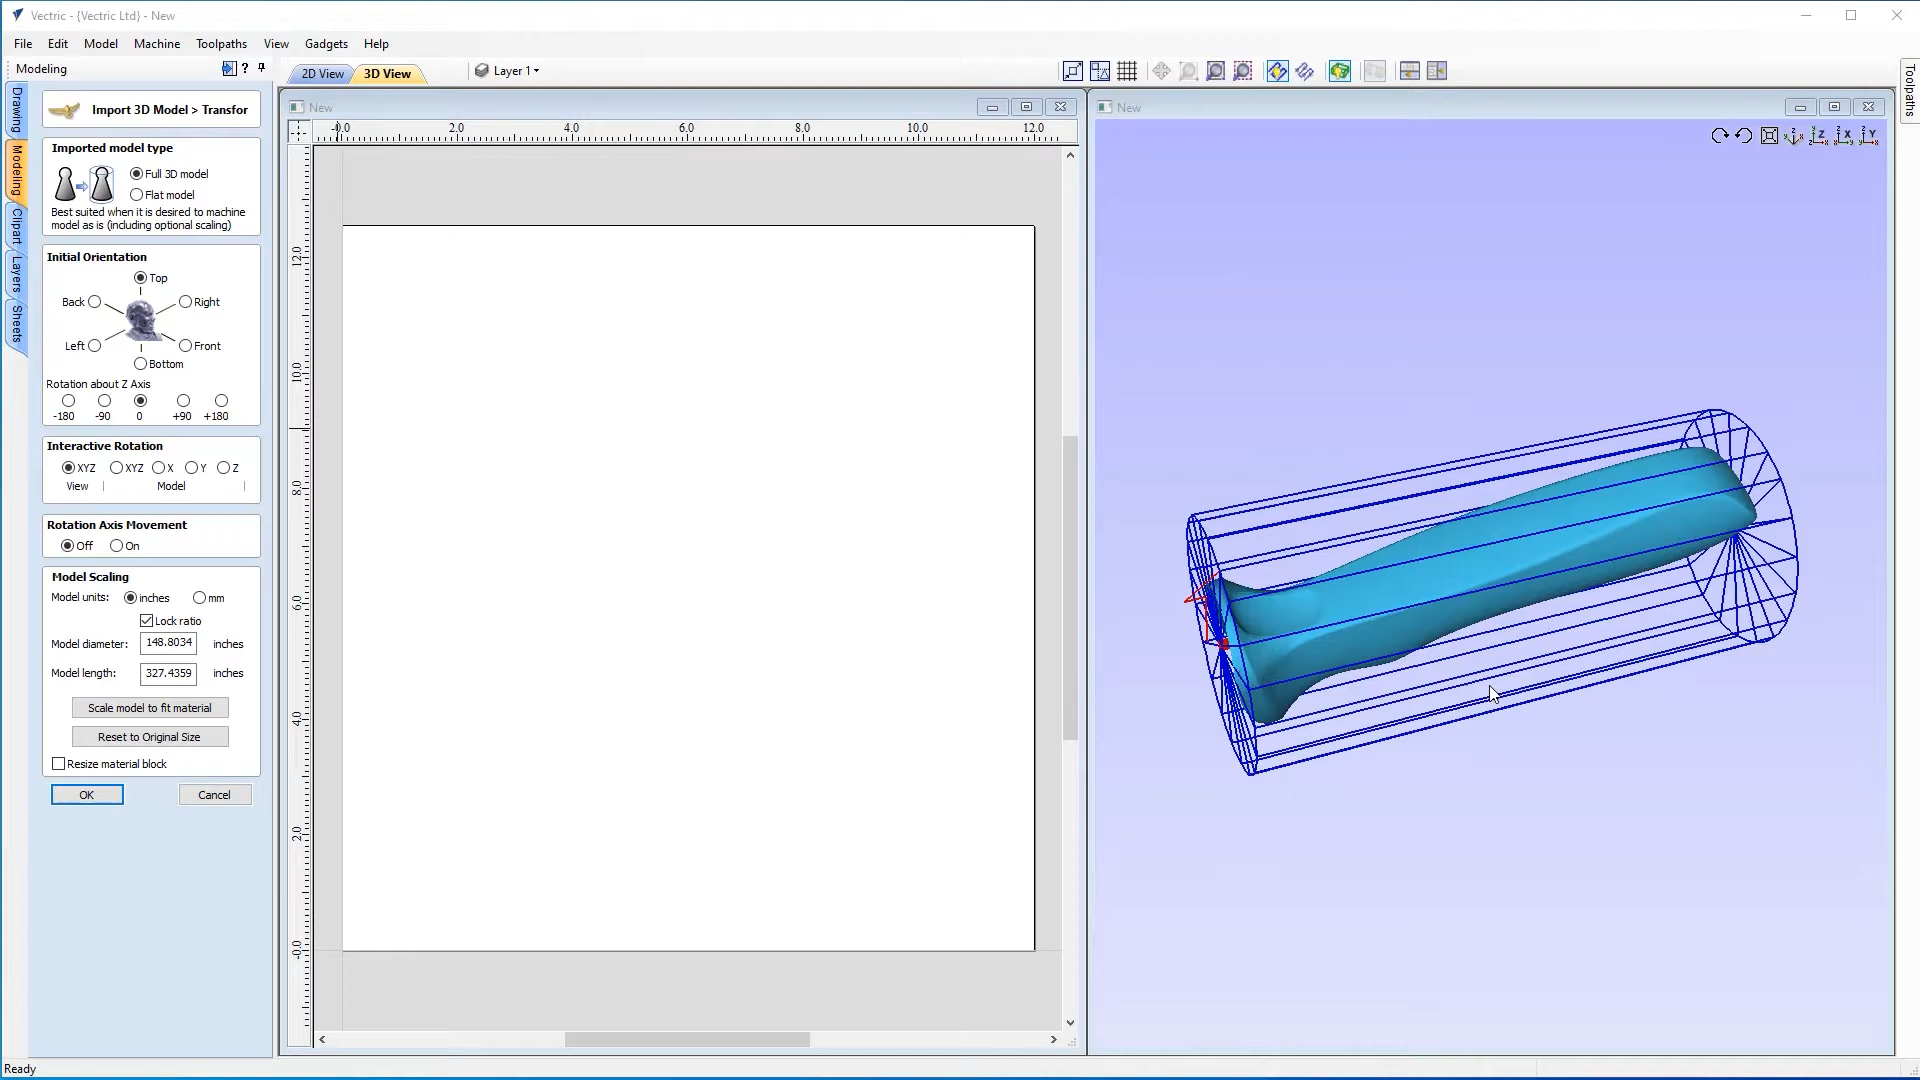 Vectric - {Vectric Ltd} - New
File Edit Model Machine Toolpaths View Gadgets Help
Modeling ?
2D View 3D View Layer 1
Toolpaths
Drawing
Modeling
Clipart
Layers
Sheets
Import 3D Model > Transfor
Imported model type
Full 3D model
Flat model
Best suited when it is desired to machine
model as is (including optional scaling)
Initial Orientation
Top
Back Right
Left Front
Bottom
Rotation about Z Axis
-180 -90 0 +90 +180
Interactive Rotation
XYZ XYZ X Y Z
View | Model |
Rotation Axis Movement
Off On
Model Scaling
Model units: inches mm
Lock ratio
Model diameter: 148.8034 inches
Model length: 327.4359 inches
Scale model to fit material
Reset to Original Size
Resize material block
OK Cancel
New
-0.0 2.0 4.0 6.0 8.0 10.0 12.0
12.0
10.0
8.0
6.0
4.0
2.0
-0.0
New
Ready